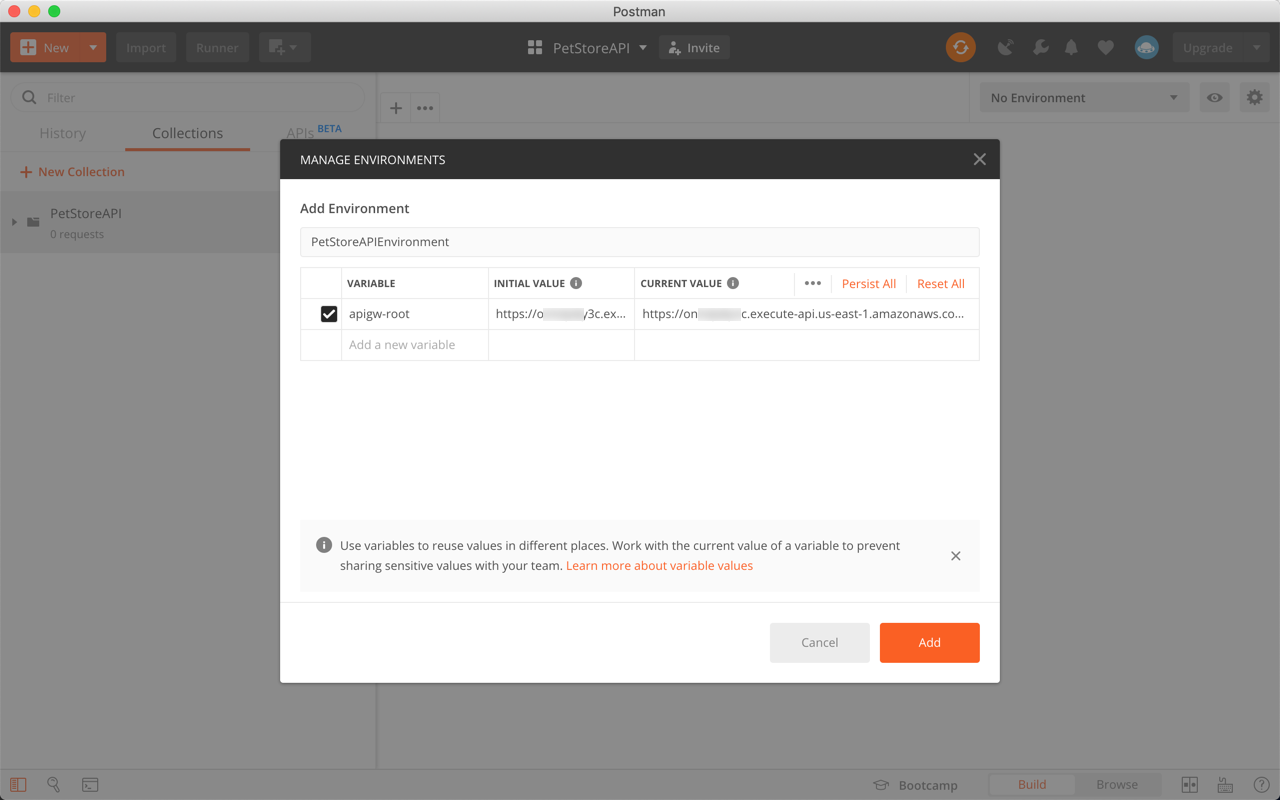 Postman
New
Import
Runner
PetStoreAPI
Invite
Upgrade
Filter
No Environment
History
Collections
APIs BETA
New Collection
PetStoreAPI
0 requests
MANAGE ENVIRONMENTS
Add Environment
PetStoreAPIEnvironment
VARIABLE
INITIAL VALUE
CURRENT VALUE
Persist All
Reset All
apigw-root
https://o
y3c.ex...
https://on
c.execute-api.us-east-1.amazonaws.co...
Add a new variable
Use variables to reuse values in different places. Work with the current value of a variable to prevent
sharing sensitive values with your team. Learn more about variable values
Cancel
Add
Bootcamp
Build
Browse